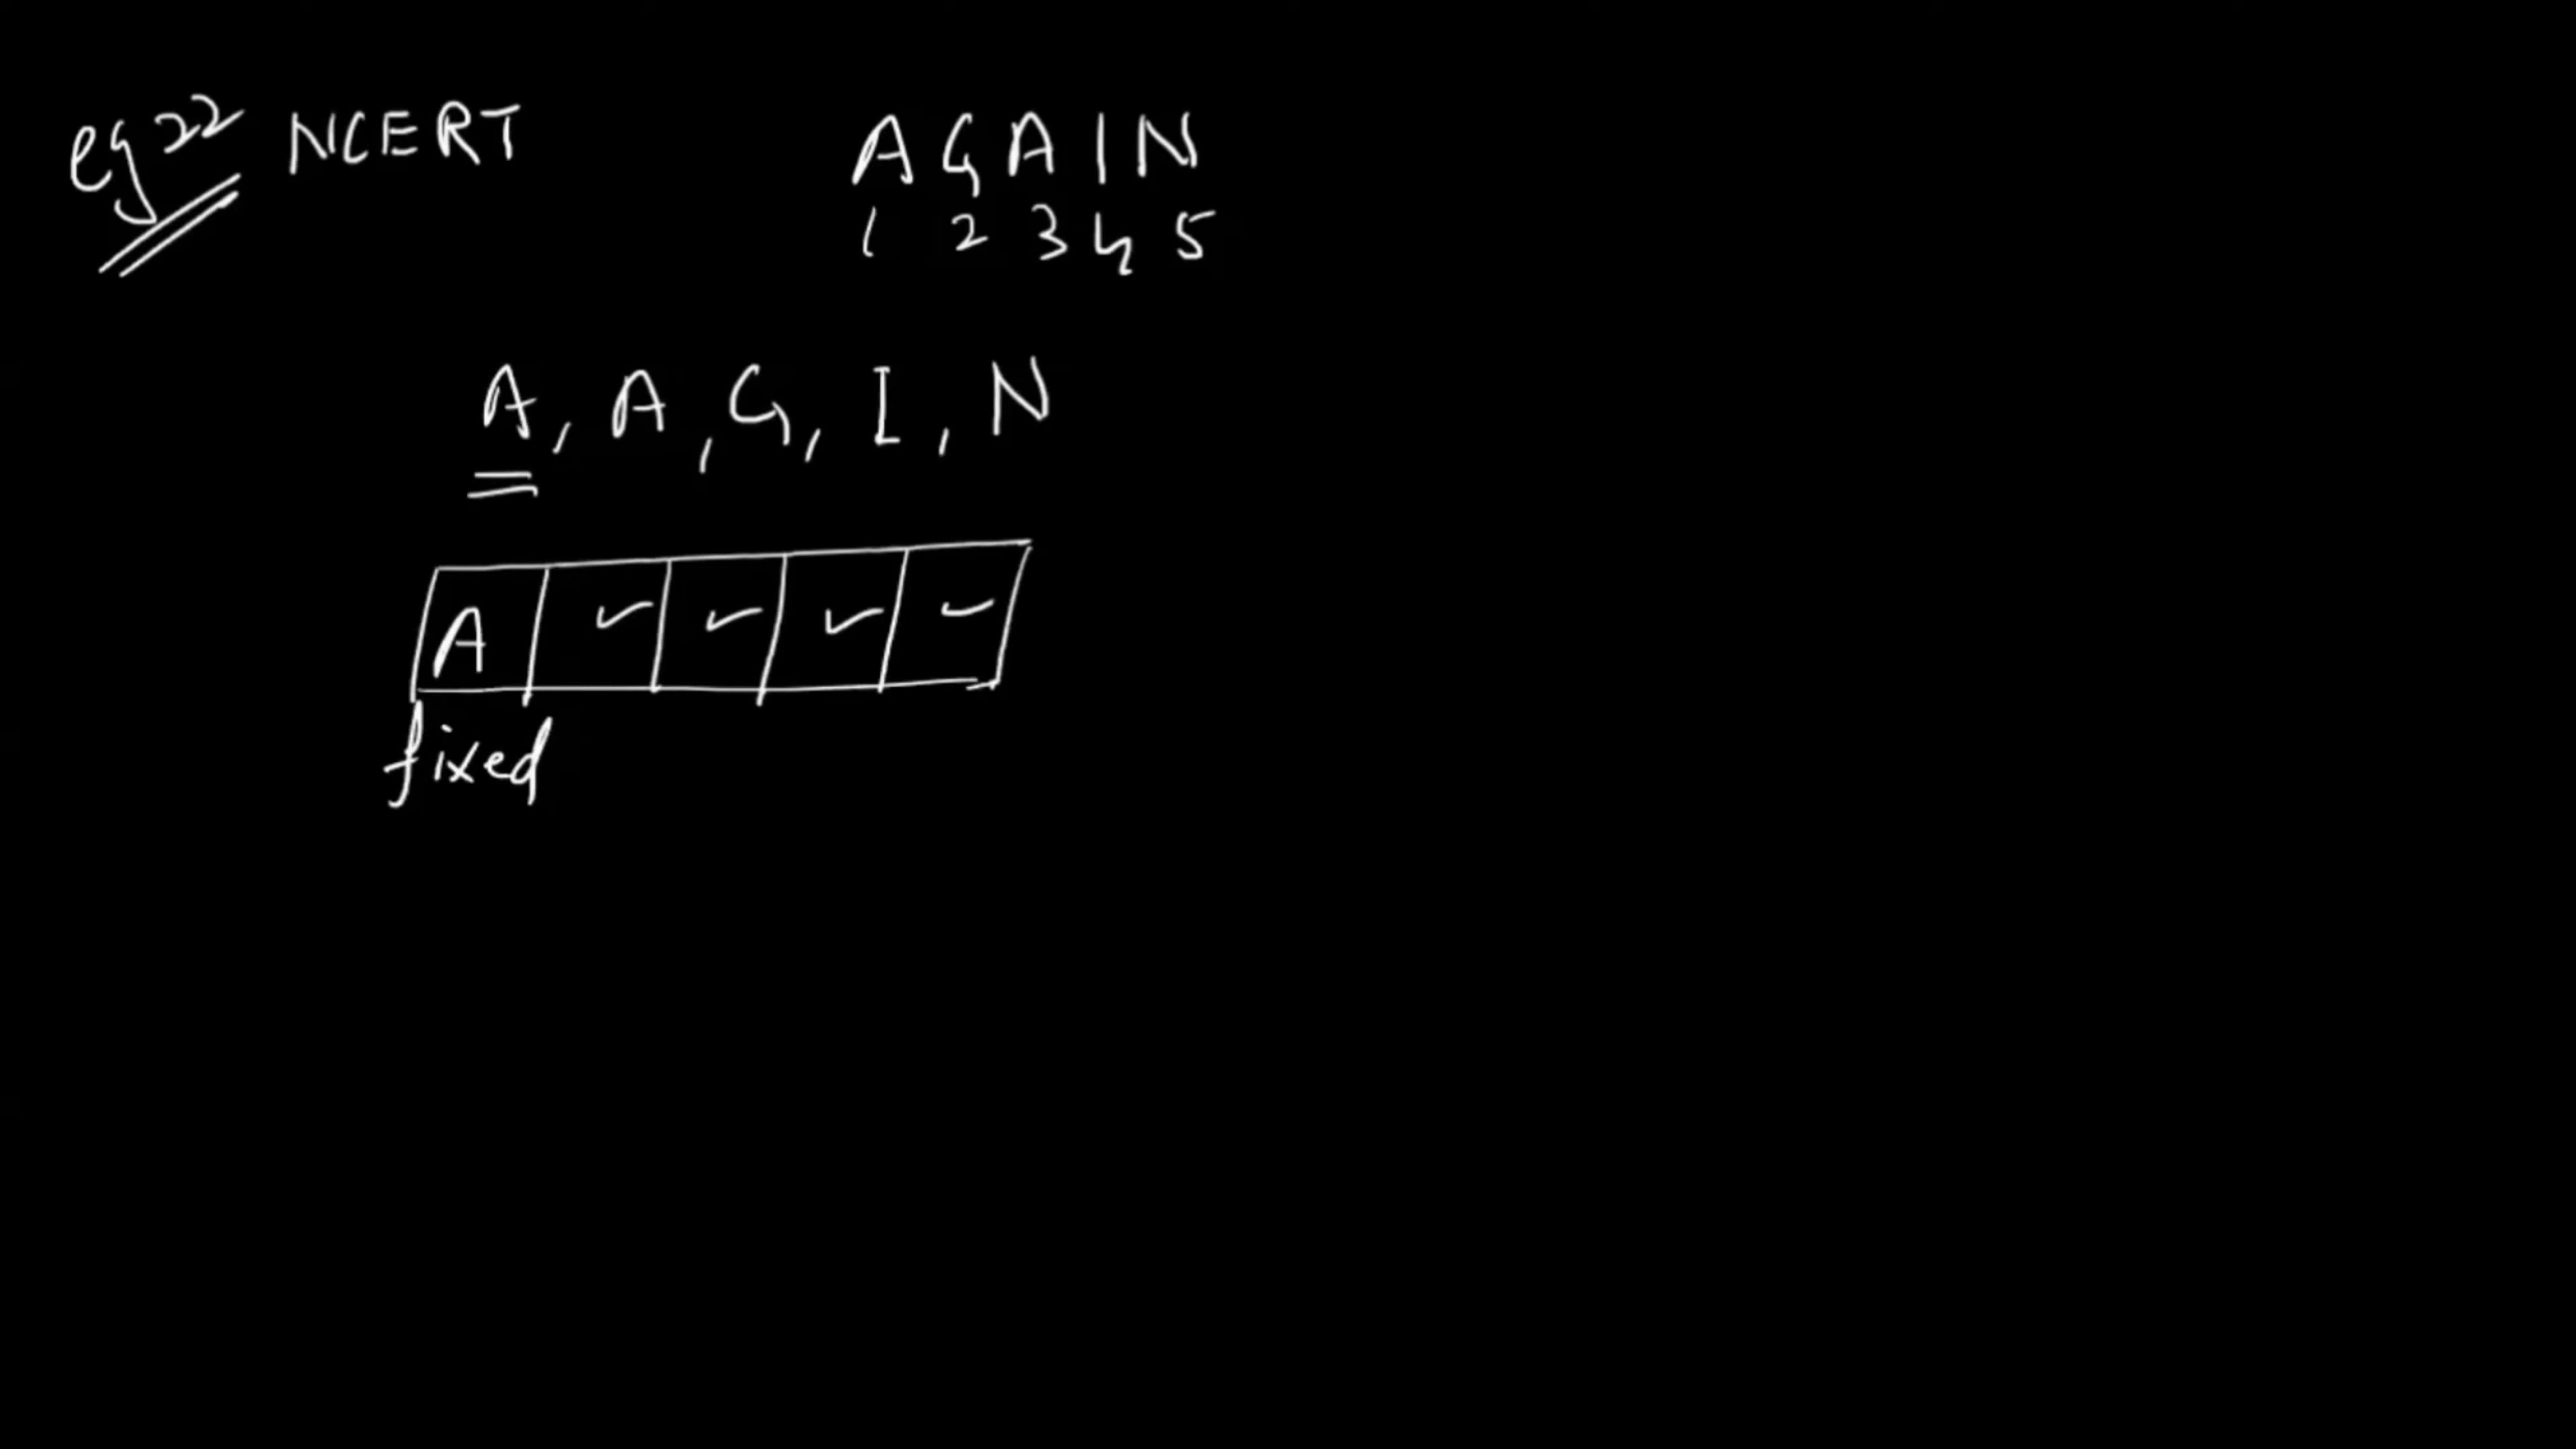 eg 22 NCERT
AGAIN
1 2 3 4 5
A, A, G, I, N
A ✓ ✓ ✓ ✓
fixed